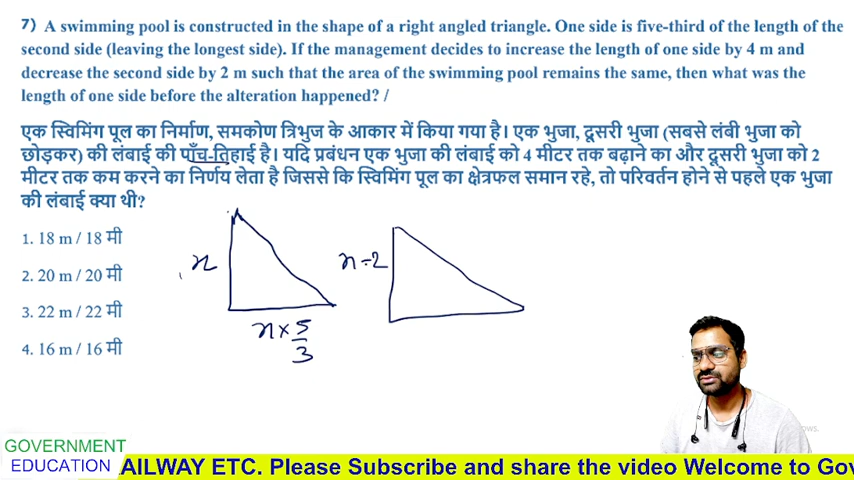 7) A swimming pool is constructed in the shape of a right angled triangle. One side is five-third of the length of the
second side (leaving the longest side). If the management decides to increase the length of one side by 4 m and
decrease the second side by 2 m such that the area of the swimming pool remains the same, then what was the
length of one side before the alteration happened? /
एक स्विमिंग पूल का निर्माण, समकोण त्रिभुज के आकार में किया गया है। एक भुजा, दूसरी भुजा (सबसे लंबी भुजा को
छोड़कर) की लंबाई की पाँच-तिहाई है। यदि प्रबंधन एक भुजा की लंबाई को 4 मीटर तक बढ़ाने का और दूसरी भुजा को 2
मीटर तक कम करने का निर्णय लेता है जिससे कि स्विमिंग पूल का क्षेत्रफल समान रहे, तो परिवर्तन होने से पहले एक भुजा
की लंबाई क्या थी?
1. 18 m / 18 मी
2. 20 m / 20 मी
3. 22 m / 22 मी
4. 16 m / 16 मी
x
x × 5/3
x - 2
GOVERNMENT
EDUCATION
AILWAY ETC. Please Subscribe and share the video Welcome to Gov